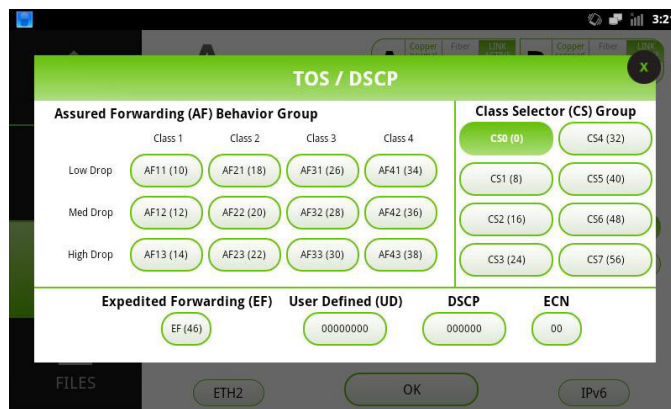 3:2
Copper Fiber LINK
Copper Fiber LINK
TOS / DSCP
X
Assured Forwarding (AF) Behavior Group
Class Selector (CS) Group
Class 1 Class 2 Class 3 Class 4
CS0 (0) CS4 (32)
Low Drop AF11 (10) AF21 (18) AF31 (26) AF41 (34)
CS1 (8) CS5 (40)
Med Drop AF12 (12) AF22 (20) AF32 (28) AF42 (36)
CS2 (16) CS6 (48)
High Drop AF13 (14) AF23 (22) AF33 (30) AF43 (38)
CS3 (24) CS7 (56)
Expedited Forwarding (EF) User Defined (UD) DSCP ECN
EF (46) 00000000 000000 00
FILES
ETH2 OK IPv6